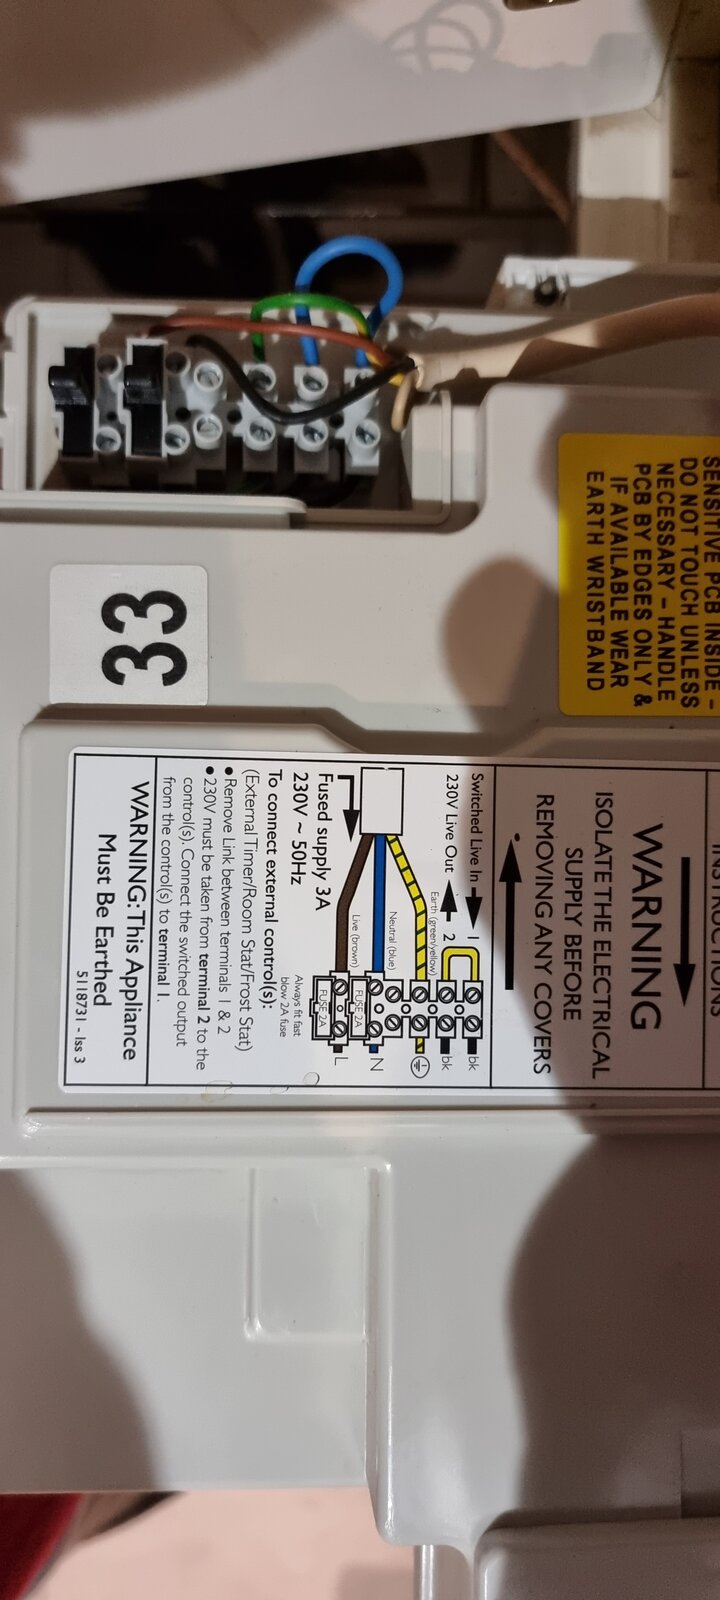 SENSITIVE PCB INSIDE -
DO NOT TOUCH UNLESS
NECESSARY - HANDLE
PCB BY EDGES ONLY &
IF AVAILABLE WEAR
EARTH WRISTBAND
33
WARNING
ISOLATE THE ELECTRICAL
SUPPLY BEFORE
REMOVING ANY COVERS
Switched Live In
1
bk
230V Live Out
2
bk
Earth (green/yellow)
Neutral (blue)
N
Live (brown)
FUSE 2A
FUSE 2A
L
Fused supply 3A
230V ~ 50Hz
Always fit fast
blow 2A fuse
To connect external control(s):
(External Timer/Room Stat/Frost Stat)
• Remove Link between terminals 1 & 2
• 230V must be taken from terminal 2 to the
control(s). Connect the switched output
from the control(s) to terminal 1.
WARNING: This Appliance
Must Be Earthed
5118731 - Iss 3